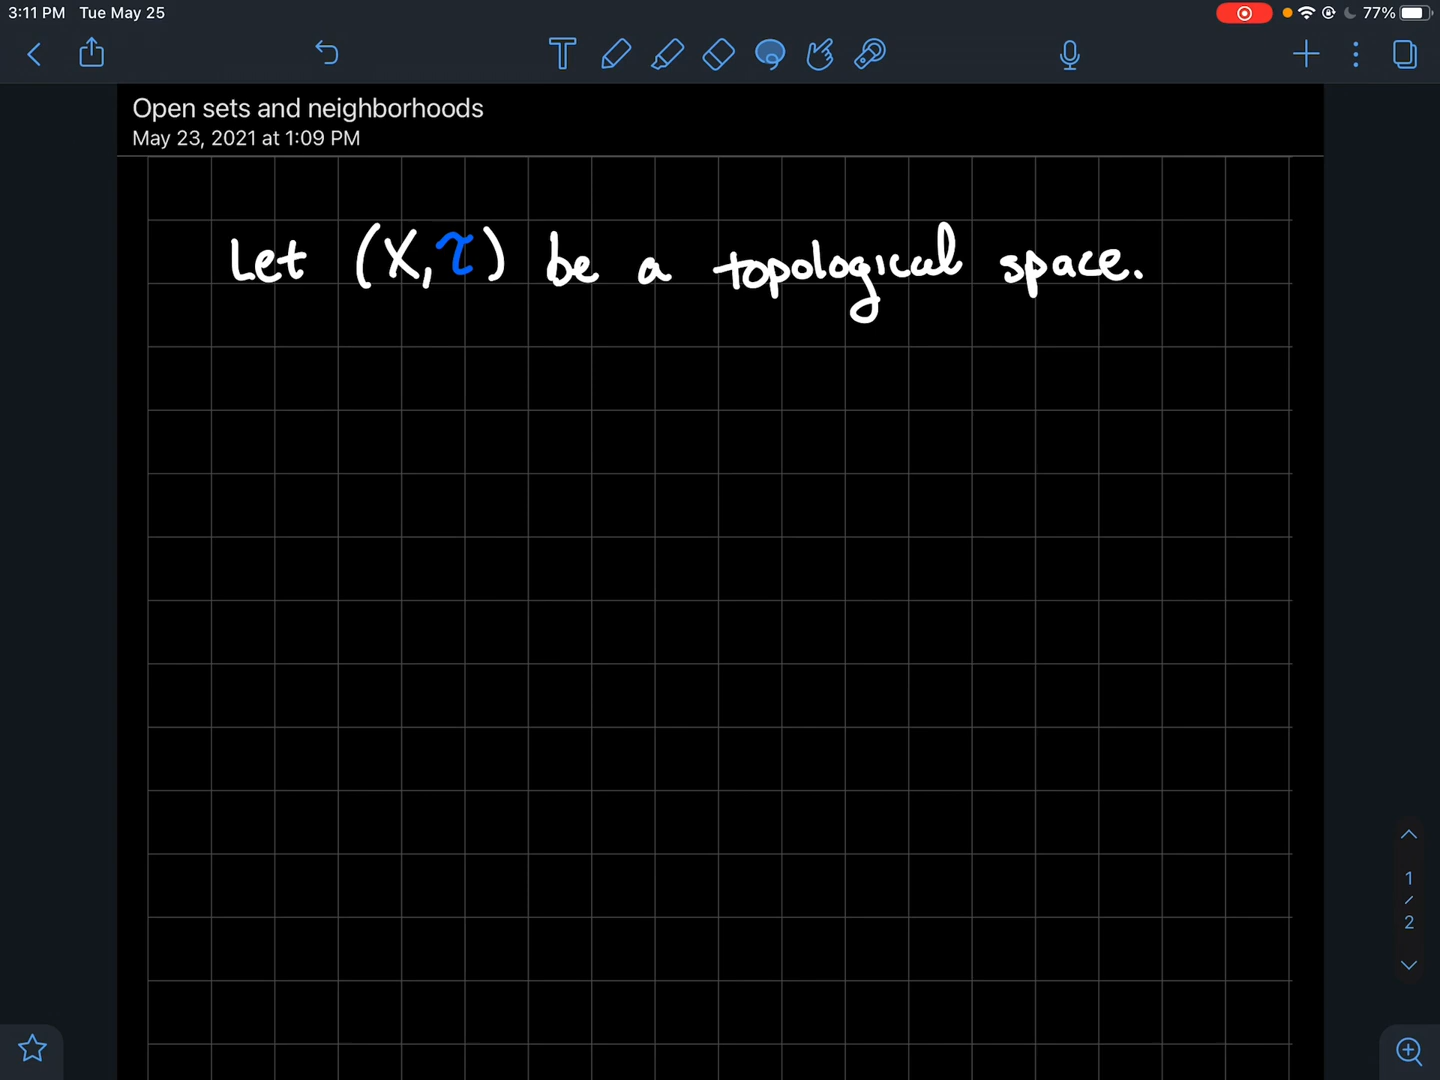 3:11 PM Tue May 25
77%
Open sets and neighborhoods
May 23, 2021 at 1:09 PM
Let (X,τ) be a topological space.
1
/
2